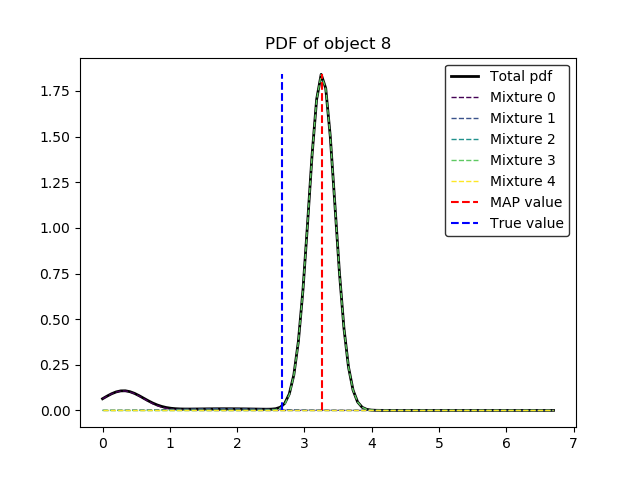 PDF of object 8
Total pdf
Mixture 0
Mixture 1
Mixture 2
Mixture 3
Mixture 4
MAP value
True value
1.75
1.50
1.25
1.00
0.75
0.50
0.25
0.00
0 1 2 3 4 5 6 7